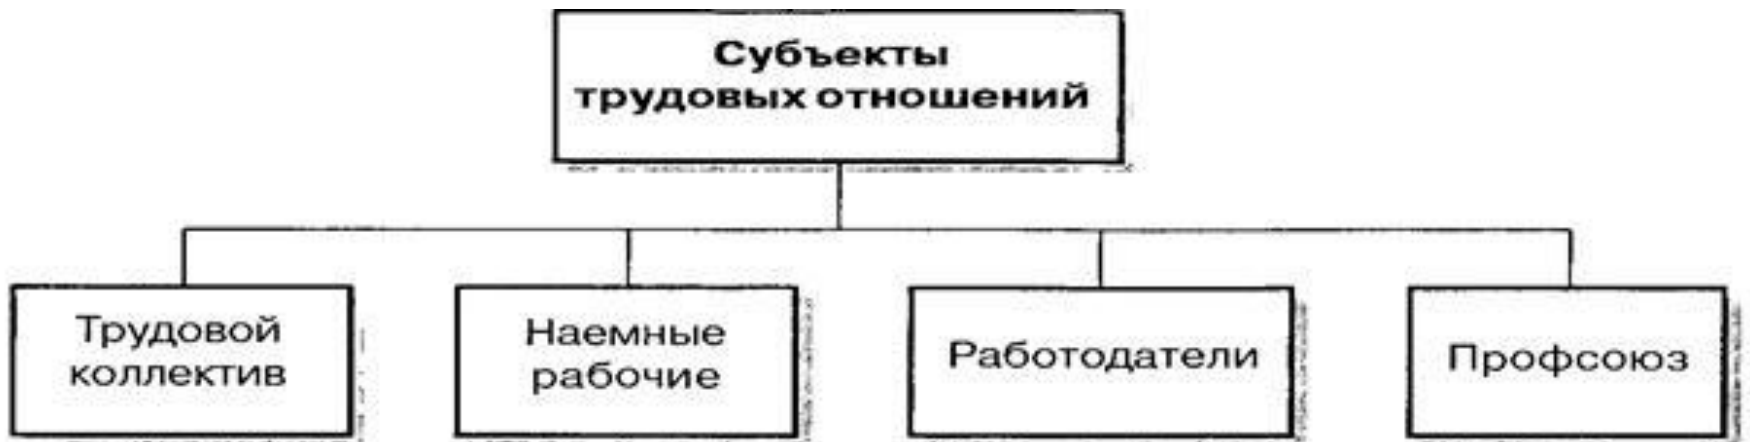 Субъекты
трудовых отношений
Трудовой
коллектив
Наемные
рабочие
Работодатели
Профсоюз